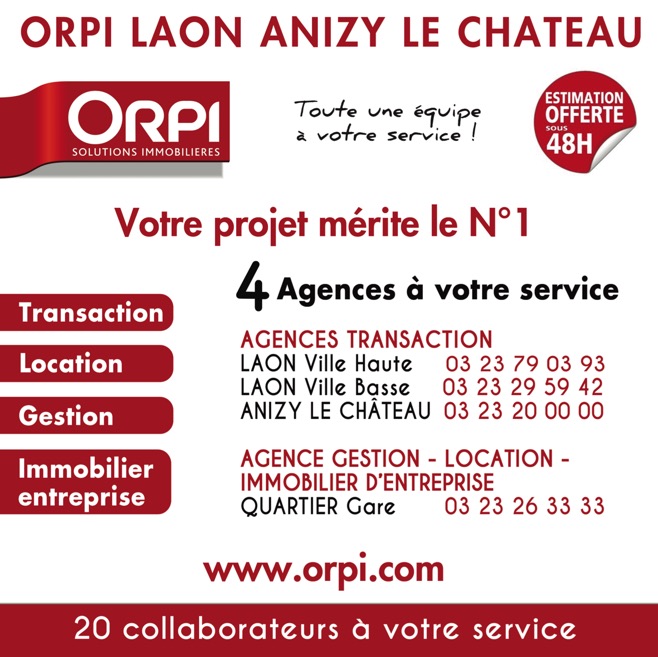 ORPI LAON ANIZY LE CHATEAU
ORPI
SOLUTIONS IMMOBILIERES
Toute une équipe
à votre service !
ESTIMATION
OFFERTE
sous
48H
Votre projet mérite le N°1
4 Agences à votre service
Transaction
Location
Gestion
Immobilier
entreprise
AGENCES TRANSACTION
LAON Ville Haute 03 23 79 03 93
LAON Ville Basse 03 23 29 59 42
ANIZY LE CHÂTEAU 03 23 20 00 00
AGENCE GESTION - LOCATION -
IMMOBILIER D'ENTREPRISE
QUARTIER Gare 03 23 26 33 33
www.orpi.com
20 collaborateurs à votre service